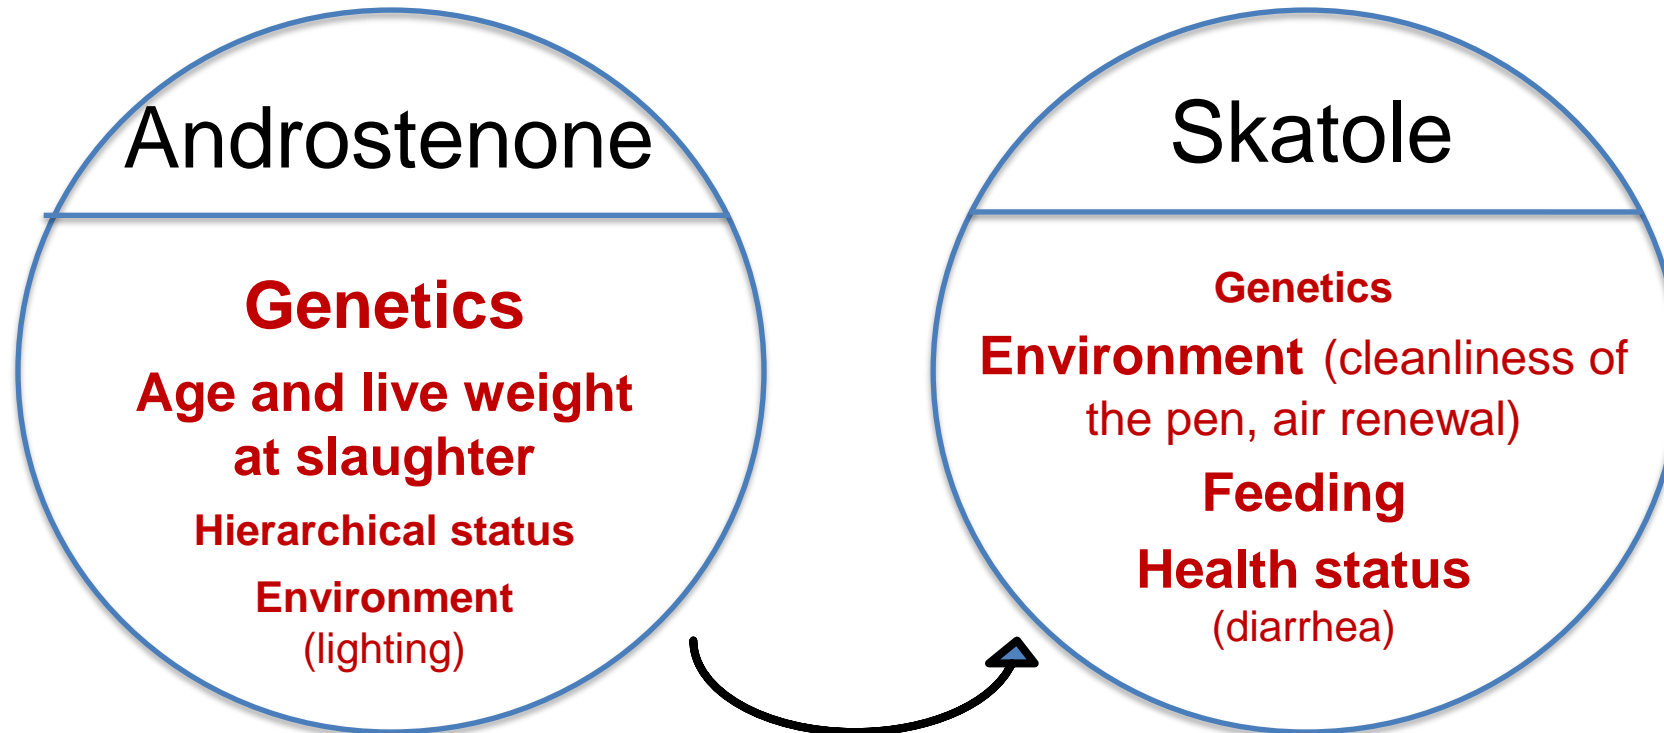 Androstenone
Genetics
Age and live weight
at slaughter
Hierarchical status
Environment
(lighting)
Skatole
Genetics
Environment (cleanliness of
the pen, air renewal)
Feeding
Health status
(diarrhea)